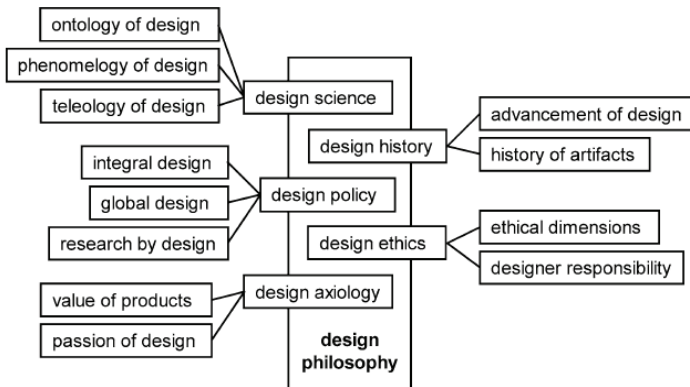 ontology of design
phenomelogy of design
teleology of design
design science
advancement of design
design history
history of artifacts
integral design
global design
design policy
research by design
ethical dimensions
design ethics
designer responsibility
value of products
design axiology
passion of design
design
philosophy